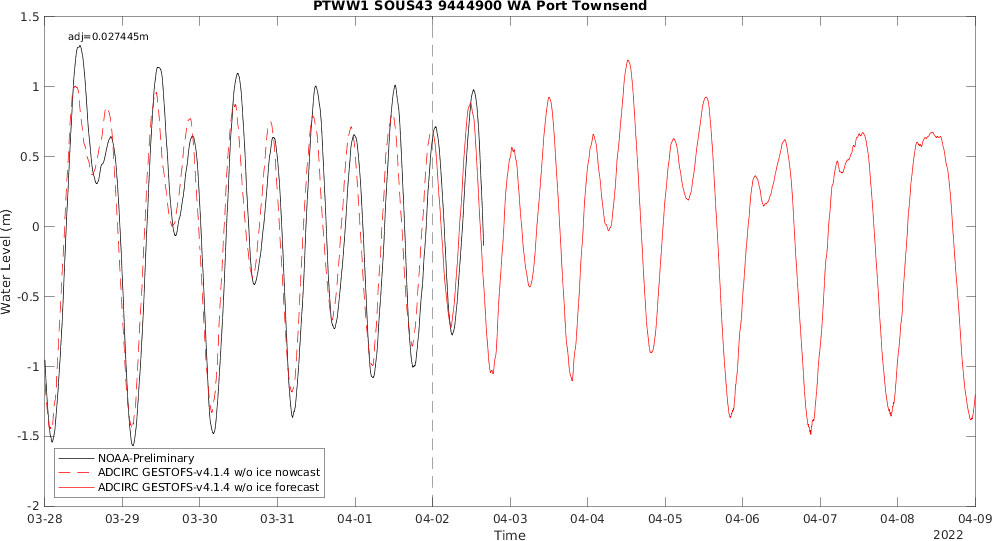 PTWW1 SOUS43 9444900 WA Port Townsend
adj=0.027445m
Water Level (m)
1.5
1
0.5
0
-0.5
-1
-1.5
-2
NOAA-Preliminary
ADCIRC GESTOFS-v4.1.4 w/o ice nowcast
ADCIRC GESTOFS-v4.1.4 w/o ice forecast
03-28 03-29 03-30 03-31 04-01 04-02 04-03 04-04 04-05 04-06 04-07 04-08 04-09
Time
2022